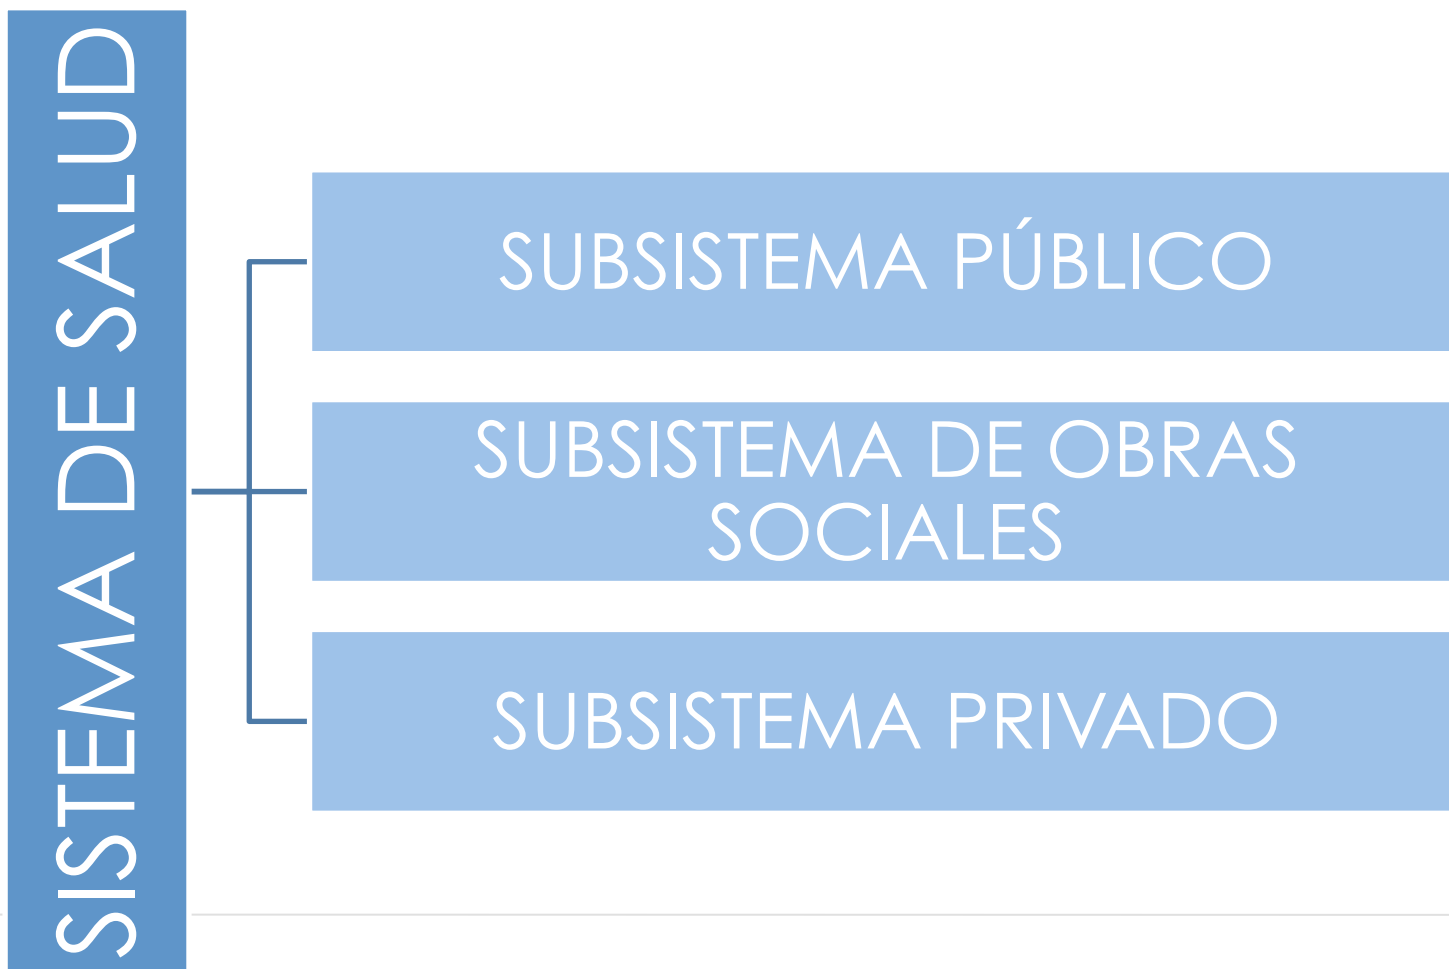 SISTEMA DE SALUD
SUBSISTEMA PÚBLICO
SUBSISTEMA DE OBRAS
SOCIALES
SUBSISTEMA PRIVADO